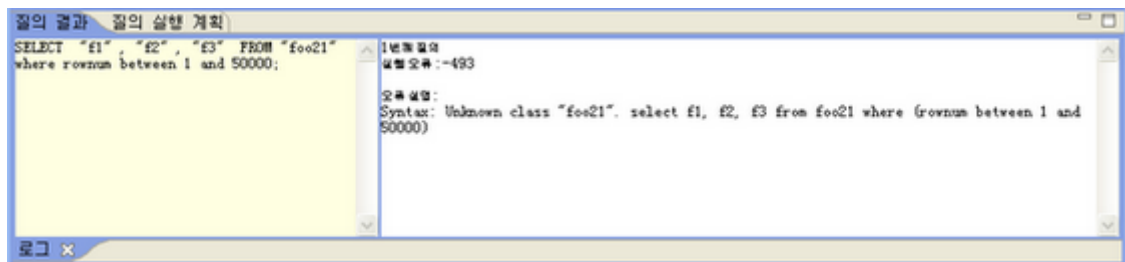 질의 결과 질의 실행 계획
SELECT "f1" , "f2" , "f3" FROM "foo21"
where rownum between 1 and 50000;
1번째 질의
실행 오류:-493
오류 설명:
Syntax: Unknown class "foo21". select f1, f2, f3 from foo21 where (rownum between 1 and
50000)
로그